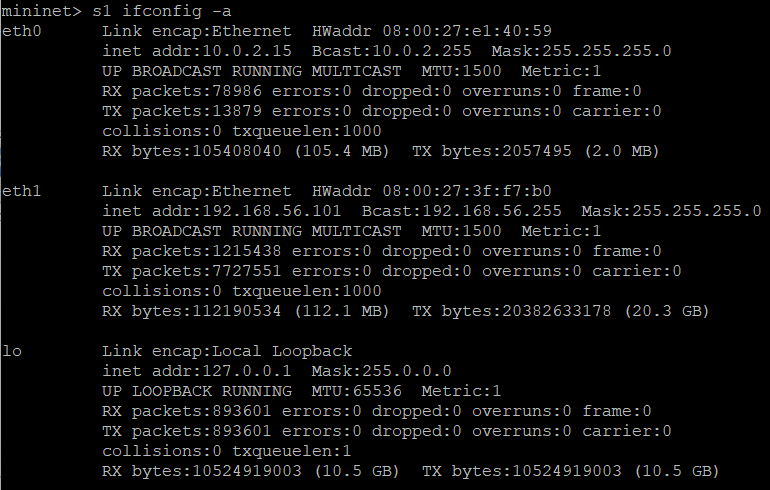 mininet> s1 ifconfig -a
eth0      Link encap:Ethernet  HWaddr 08:00:27:e1:40:59
          inet addr:10.0.2.15  Bcast:10.0.2.255  Mask:255.255.255.0
          UP BROADCAST RUNNING MULTICAST  MTU:1500  Metric:1
          RX packets:78986 errors:0 dropped:0 overruns:0 frame:0
          TX packets:13879 errors:0 dropped:0 overruns:0 carrier:0
          collisions:0 txqueuelen:1000
          RX bytes:105408040 (105.4 MB)  TX bytes:2057495 (2.0 MB)

eth1      Link encap:Ethernet  HWaddr 08:00:27:3f:f7:b0
          inet addr:192.168.56.101  Bcast:192.168.56.255  Mask:255.255.255.0
          UP BROADCAST RUNNING MULTICAST  MTU:1500  Metric:1
          RX packets:1215438 errors:0 dropped:0 overruns:0 frame:0
          TX packets:7727551 errors:0 dropped:0 overruns:0 carrier:0
          collisions:0 txqueuelen:1000
          RX bytes:112190534 (112.1 MB)  TX bytes:20382633178 (20.3 GB)

lo        Link encap:Local Loopback
          inet addr:127.0.0.1  Mask:255.0.0.0
          UP LOOPBACK RUNNING  MTU:65536  Metric:1
          RX packets:893601 errors:0 dropped:0 overruns:0 frame:0
          TX packets:893601 errors:0 dropped:0 overruns:0 carrier:0
          collisions:0 txqueuelen:1
          RX bytes:10524919003 (10.5 GB)  TX bytes:10524919003 (10.5 GB)